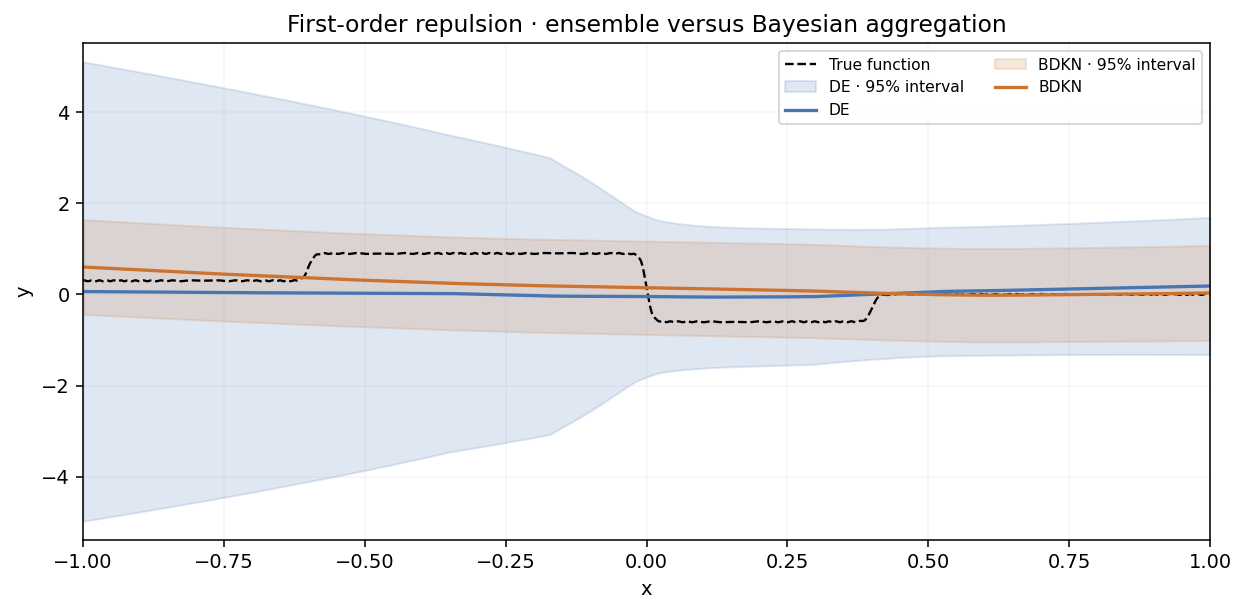 First-order repulsion · ensemble versus Bayesian aggregation
True function
DE · 95% interval
DE
BDKN · 95% interval
BDKN
y
4
2
0
−2
−4
−1.00 −0.75 −0.50 −0.25 0.00 0.25 0.50 0.75 1.00
x